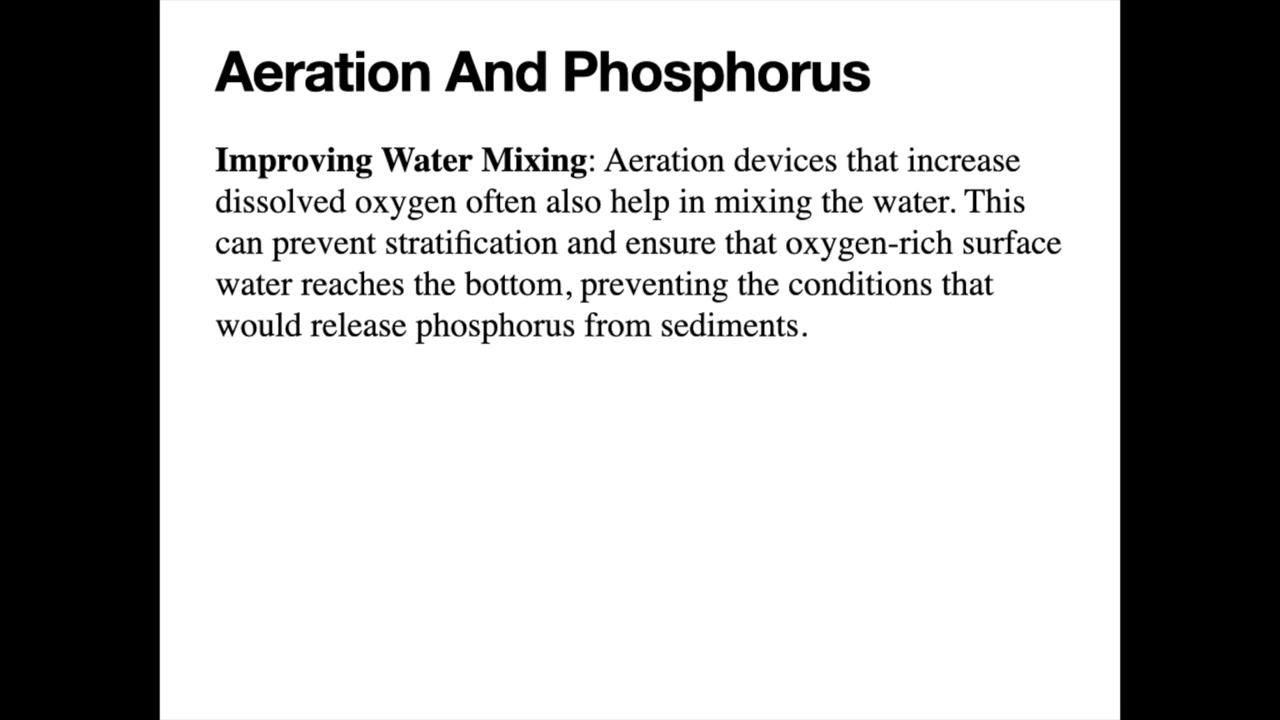 Aeration And Phosphorus
Improving Water Mixing: Aeration devices that increase
dissolved oxygen often also help in mixing the water. This
can prevent stratification and ensure that oxygen-rich surface
water reaches the bottom, preventing the conditions that
would release phosphorus from sediments.